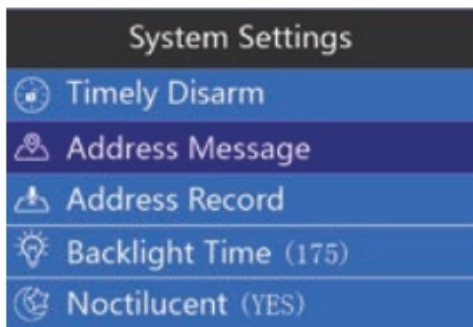 System Settings
Timely Disarm
Address Message
Address Record
Backlight Time (175)
Noctilucent (YES)